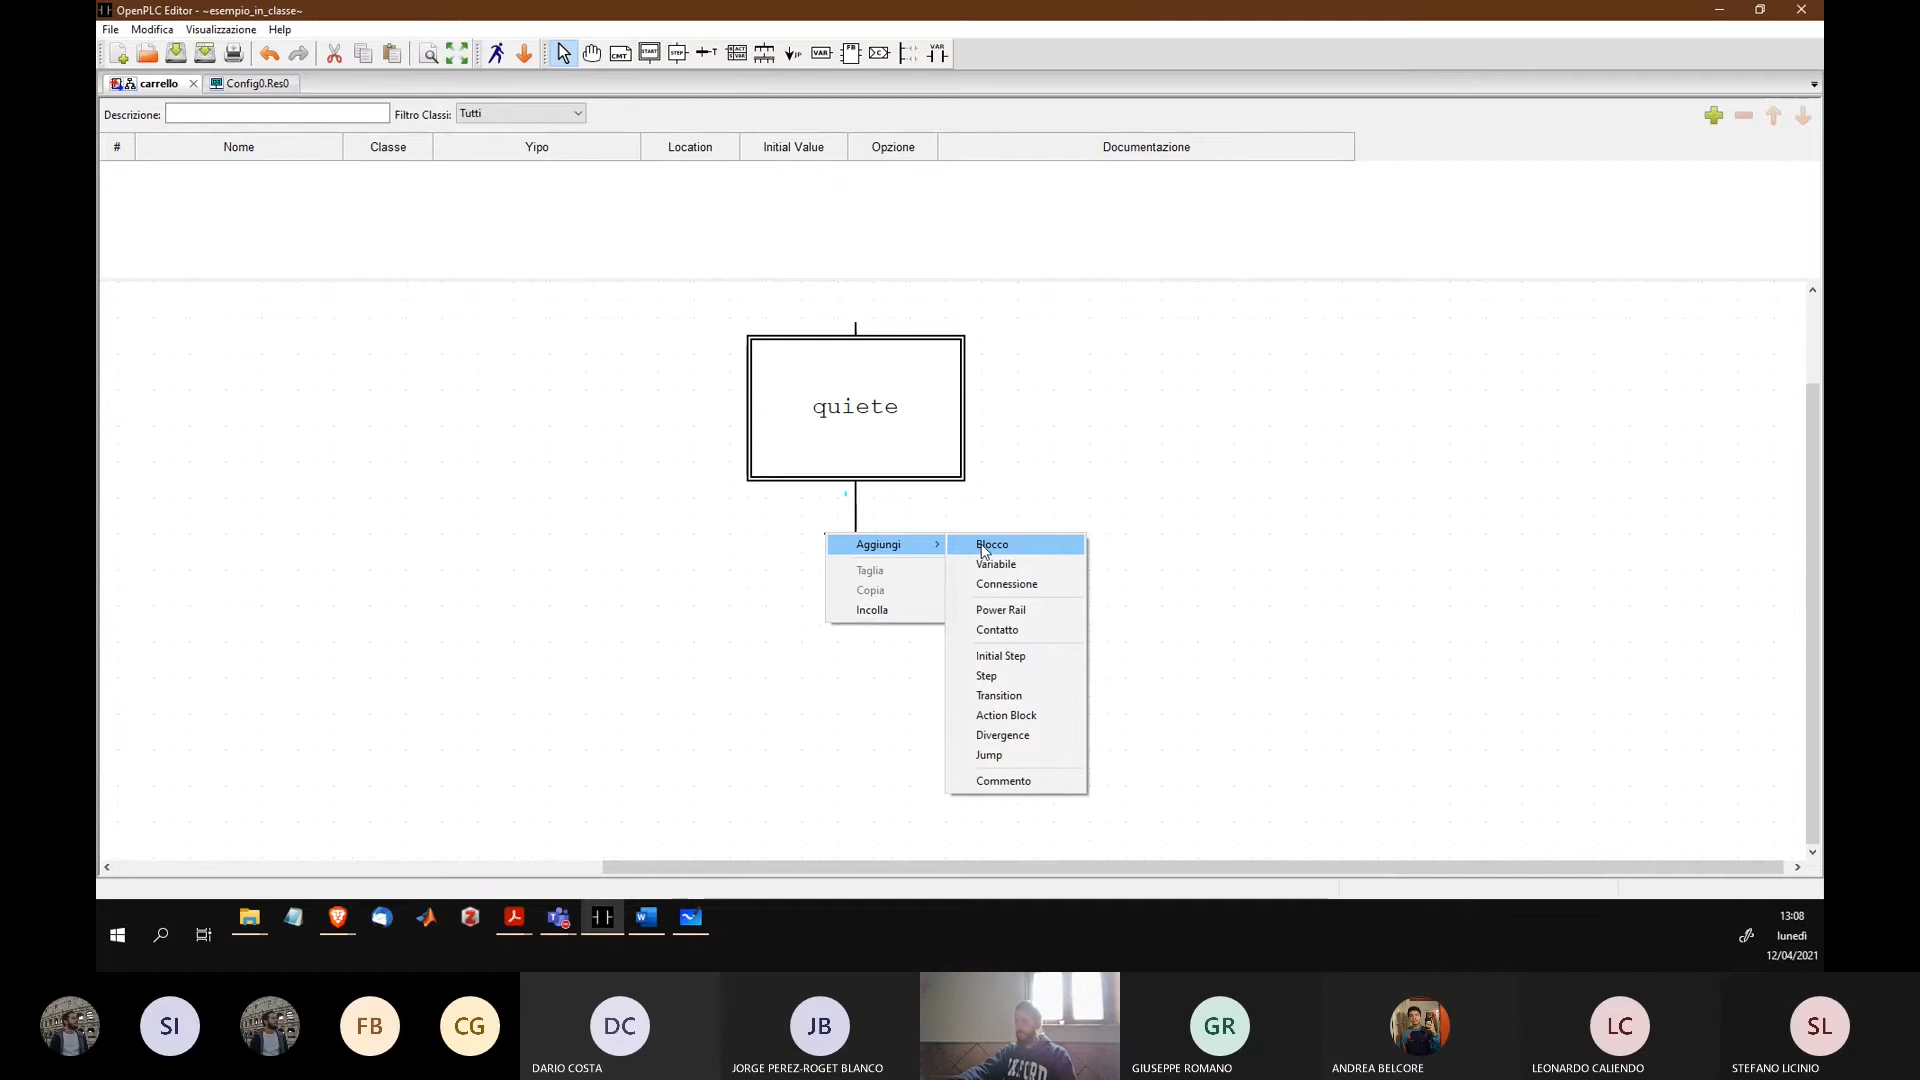 OpenPLC Editor - ~esempio_in_classe~
File Modifica Visualizzazione Help
carrello Config0.Res0
Descrizione: Filtro Classi: Tutti
# Nome Classe Yipo Location Initial Value Opzione Documentazione
quiete
Aggiungi
Taglia
Copia
Incolla
Blocco
Variabile
Connessione
Power Rail
Contatto
Initial Step
Step
Transition
Action Block
Divergence
Jump
Commento
13:08
lunedì
12/04/2021
SI FB CG DC JB GR LC SL
DARIO COSTA JORGE PEREZ-ROGET BLANCO GIUSEPPE ROMANO ANDREA BELCORE LEONARDO CALIENDO STEFANO LICINIO